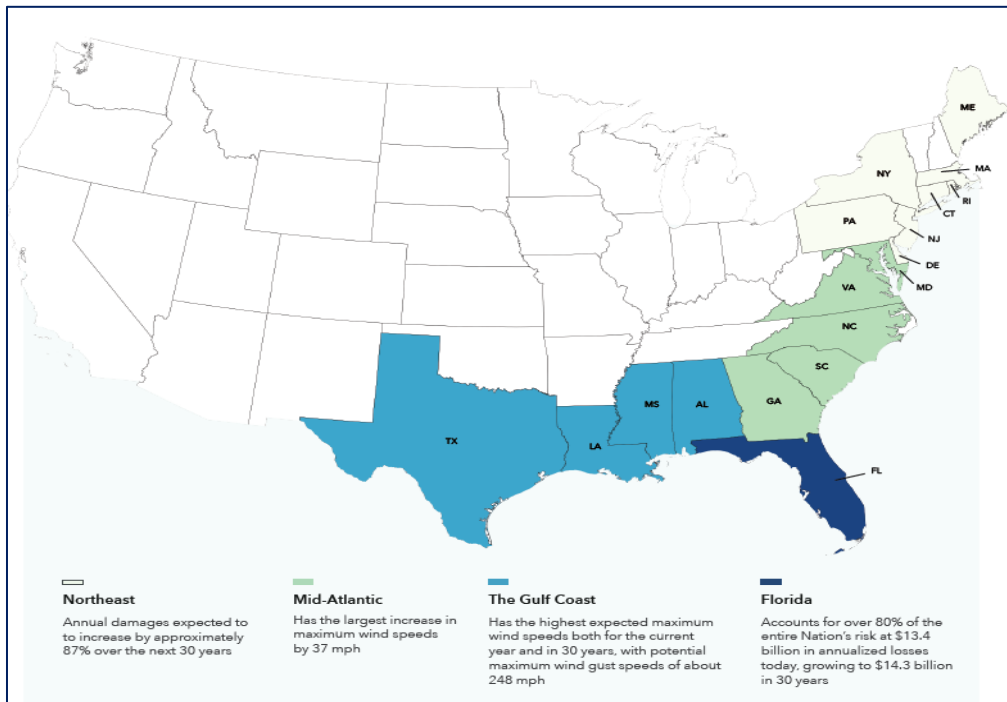 ME
NY
MA
RI
CT
PA
NJ
DE
MD
VA
NC
SC
MS
AL
GA
TX
LA
FL
Northeast
Annual damages expected to
to increase by approximately
87% over the next 30 years
Mid-Atlantic
Has the largest increase in
maximum wind speeds
by 37 mph
The Gulf Coast
Has the highest expected maximum
wind speeds both for the current
year and in 30 years, with potential
maximum wind gust speeds of about
248 mph
Florida
Accounts for over 80% of the
entire Nation's risk at $13.4
billion in annualized losses
today, growing to $14.3 billion
in 30 years